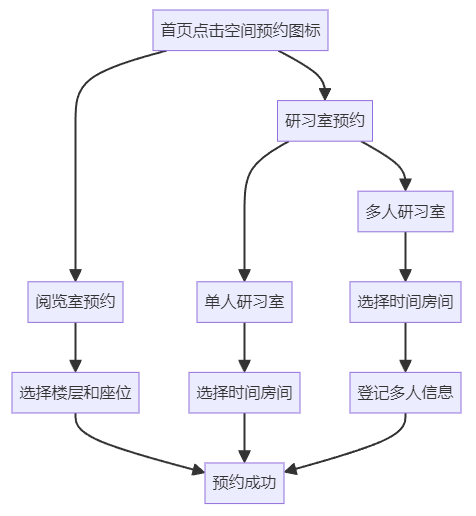 首页点击空间预约图标
研习室预约
多人研习室
阅览室预约
单人研习室
选择时间房间
选择楼层和座位
选择时间房间
登记多人信息
预约成功